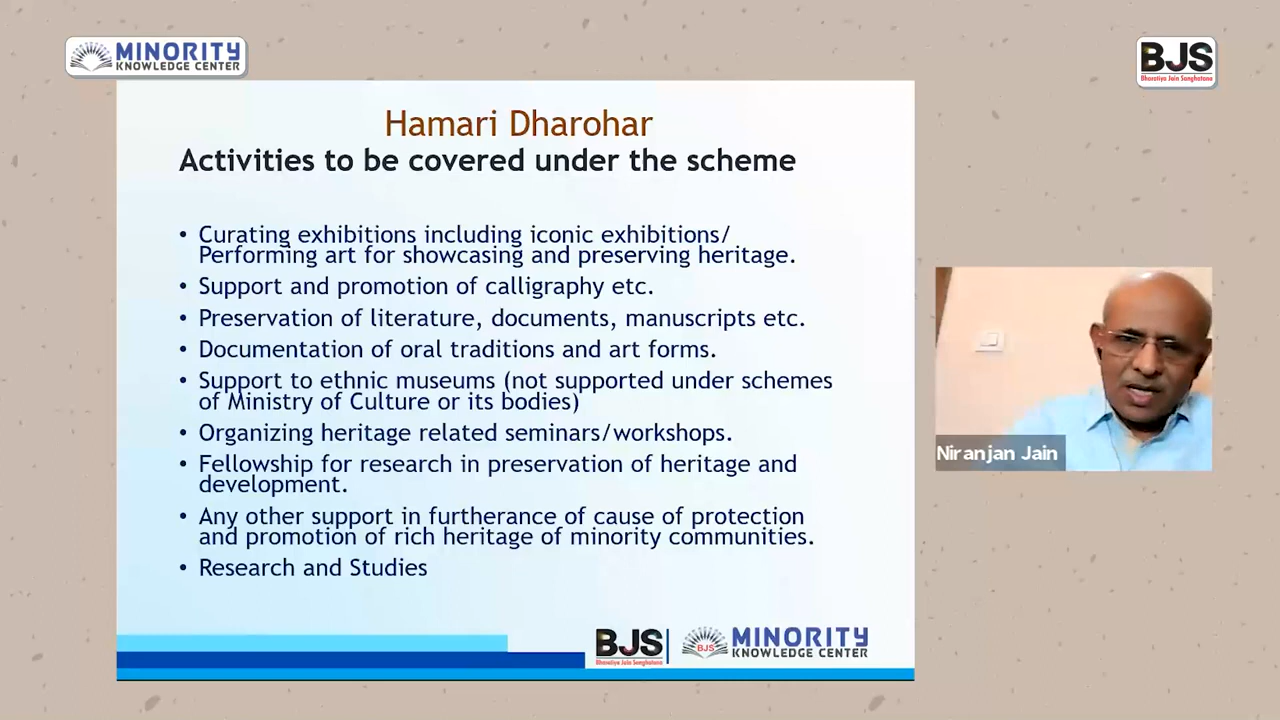 MINORITY
KNOWLEDGE CENTER
BJS
Bharatiya Jain Sanghatana
Hamari Dharohar
Activities to be covered under the scheme
• Curating exhibitions including iconic exhibitions/
Performing art for showcasing and preserving heritage.
• Support and promotion of calligraphy etc.
• Preservation of literature, documents, manuscripts etc.
• Documentation of oral traditions and art forms.
• Support to ethnic museums (not supported under schemes
of Ministry of Culture or its bodies)
• Organizing heritage related seminars/workshops.
• Fellowship for research in preservation of heritage and
development.
• Any other support in furtherance of cause of protection
and promotion of rich heritage of minority communities.
• Research and Studies
Niranjan Jain
BJS
Bharatiya Jain Sanghatana
BJS
MINORITY
KNOWLEDGE CENTER